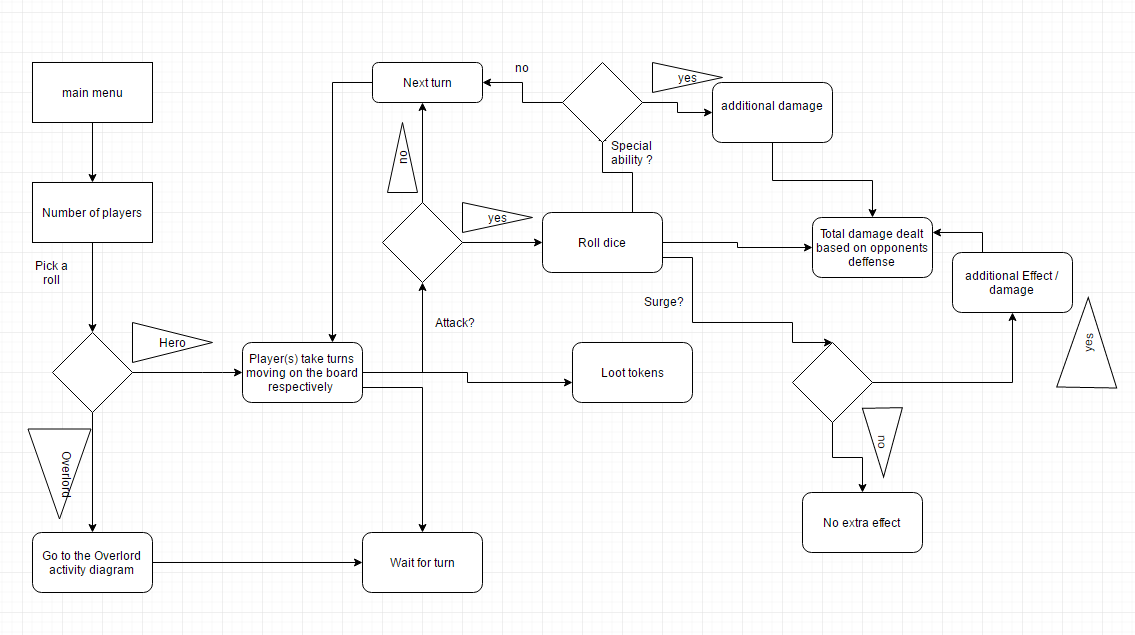 main menu
Number of players
Pick a
roll
Hero
Overlord
Go to the Overlord
activity diagram
Player(s) take turns
moving on the board
respectively
Wait for turn
Attack?
no
Next turn
yes
Roll dice
Loot tokens
no
Special
ability ?
yes
additional damage
Total damage dealt
based on opponents
deffense
Surge?
additional Effect /
damage
yes
no
No extra effect